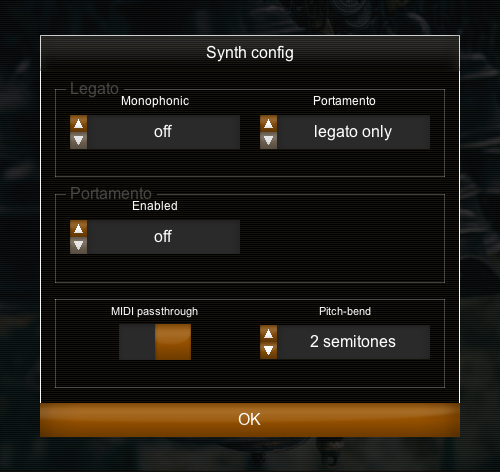 Synth config
Legato
Monophonic Portamento
off legato only
Portamento
Enabled
off
MIDI passthrough Pitch-bend
2 semitones
OK